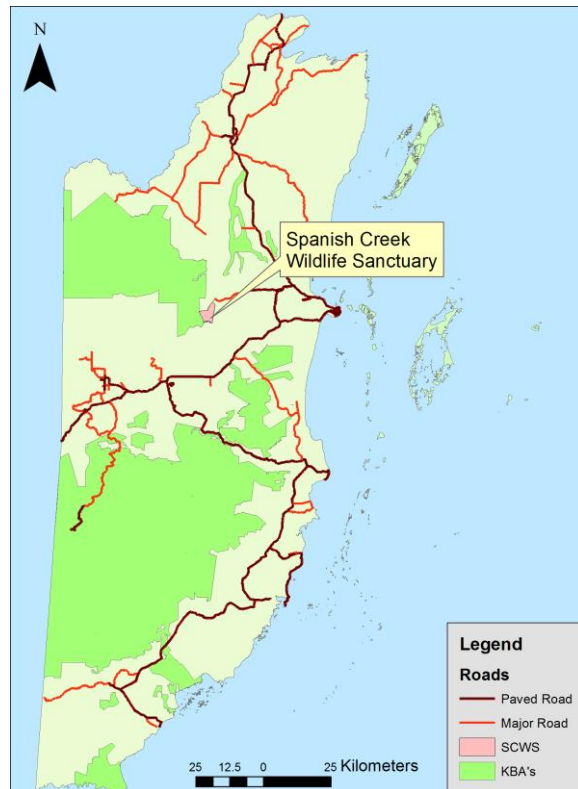 N
Spanish Creek
Wildlife Sanctuary
Legend
Roads
Paved Road
Major Road
SCWS
KBA's
25 12.5 0 25 Kilometers